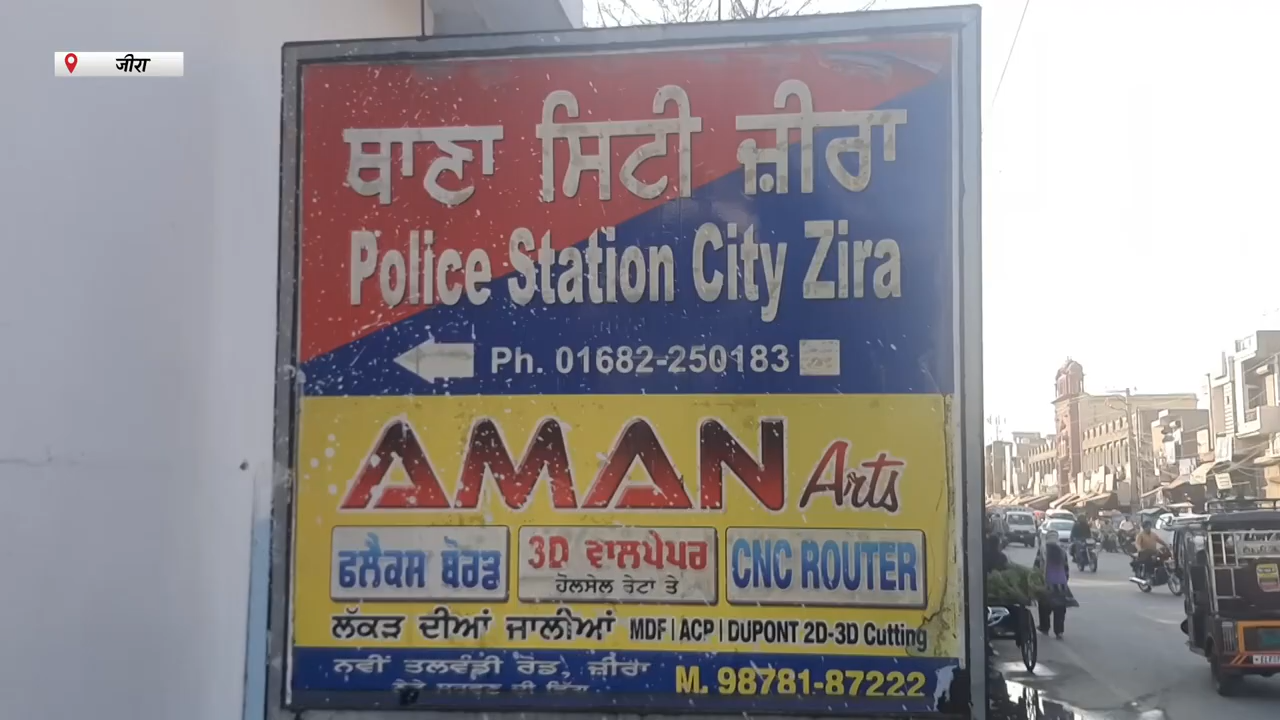 जीरा
ਥਾਣਾ ਸਿਟੀ ਜ਼ੀਰਾ
Police Station City Zira
Ph. 01682-250183
AMAN Arts
ਫਲੈਕਸ ਬੋਰਡ
3D ਵਾਲਪੇਪਰ
ਹੋਲਸੇਲ ਰੇਟਾ ਤੇ
CNC ROUTER
ਲੱਕੜ ਦੀਆਂ ਜਾਲੀਆਂ MDF | ACP | DUPONT 2D-3D Cutting
ਨਵੀਂ ਤਲਵੰਡੀ ਰੋਡ, ਜ਼ੀਰਾ
M. 98781-87222